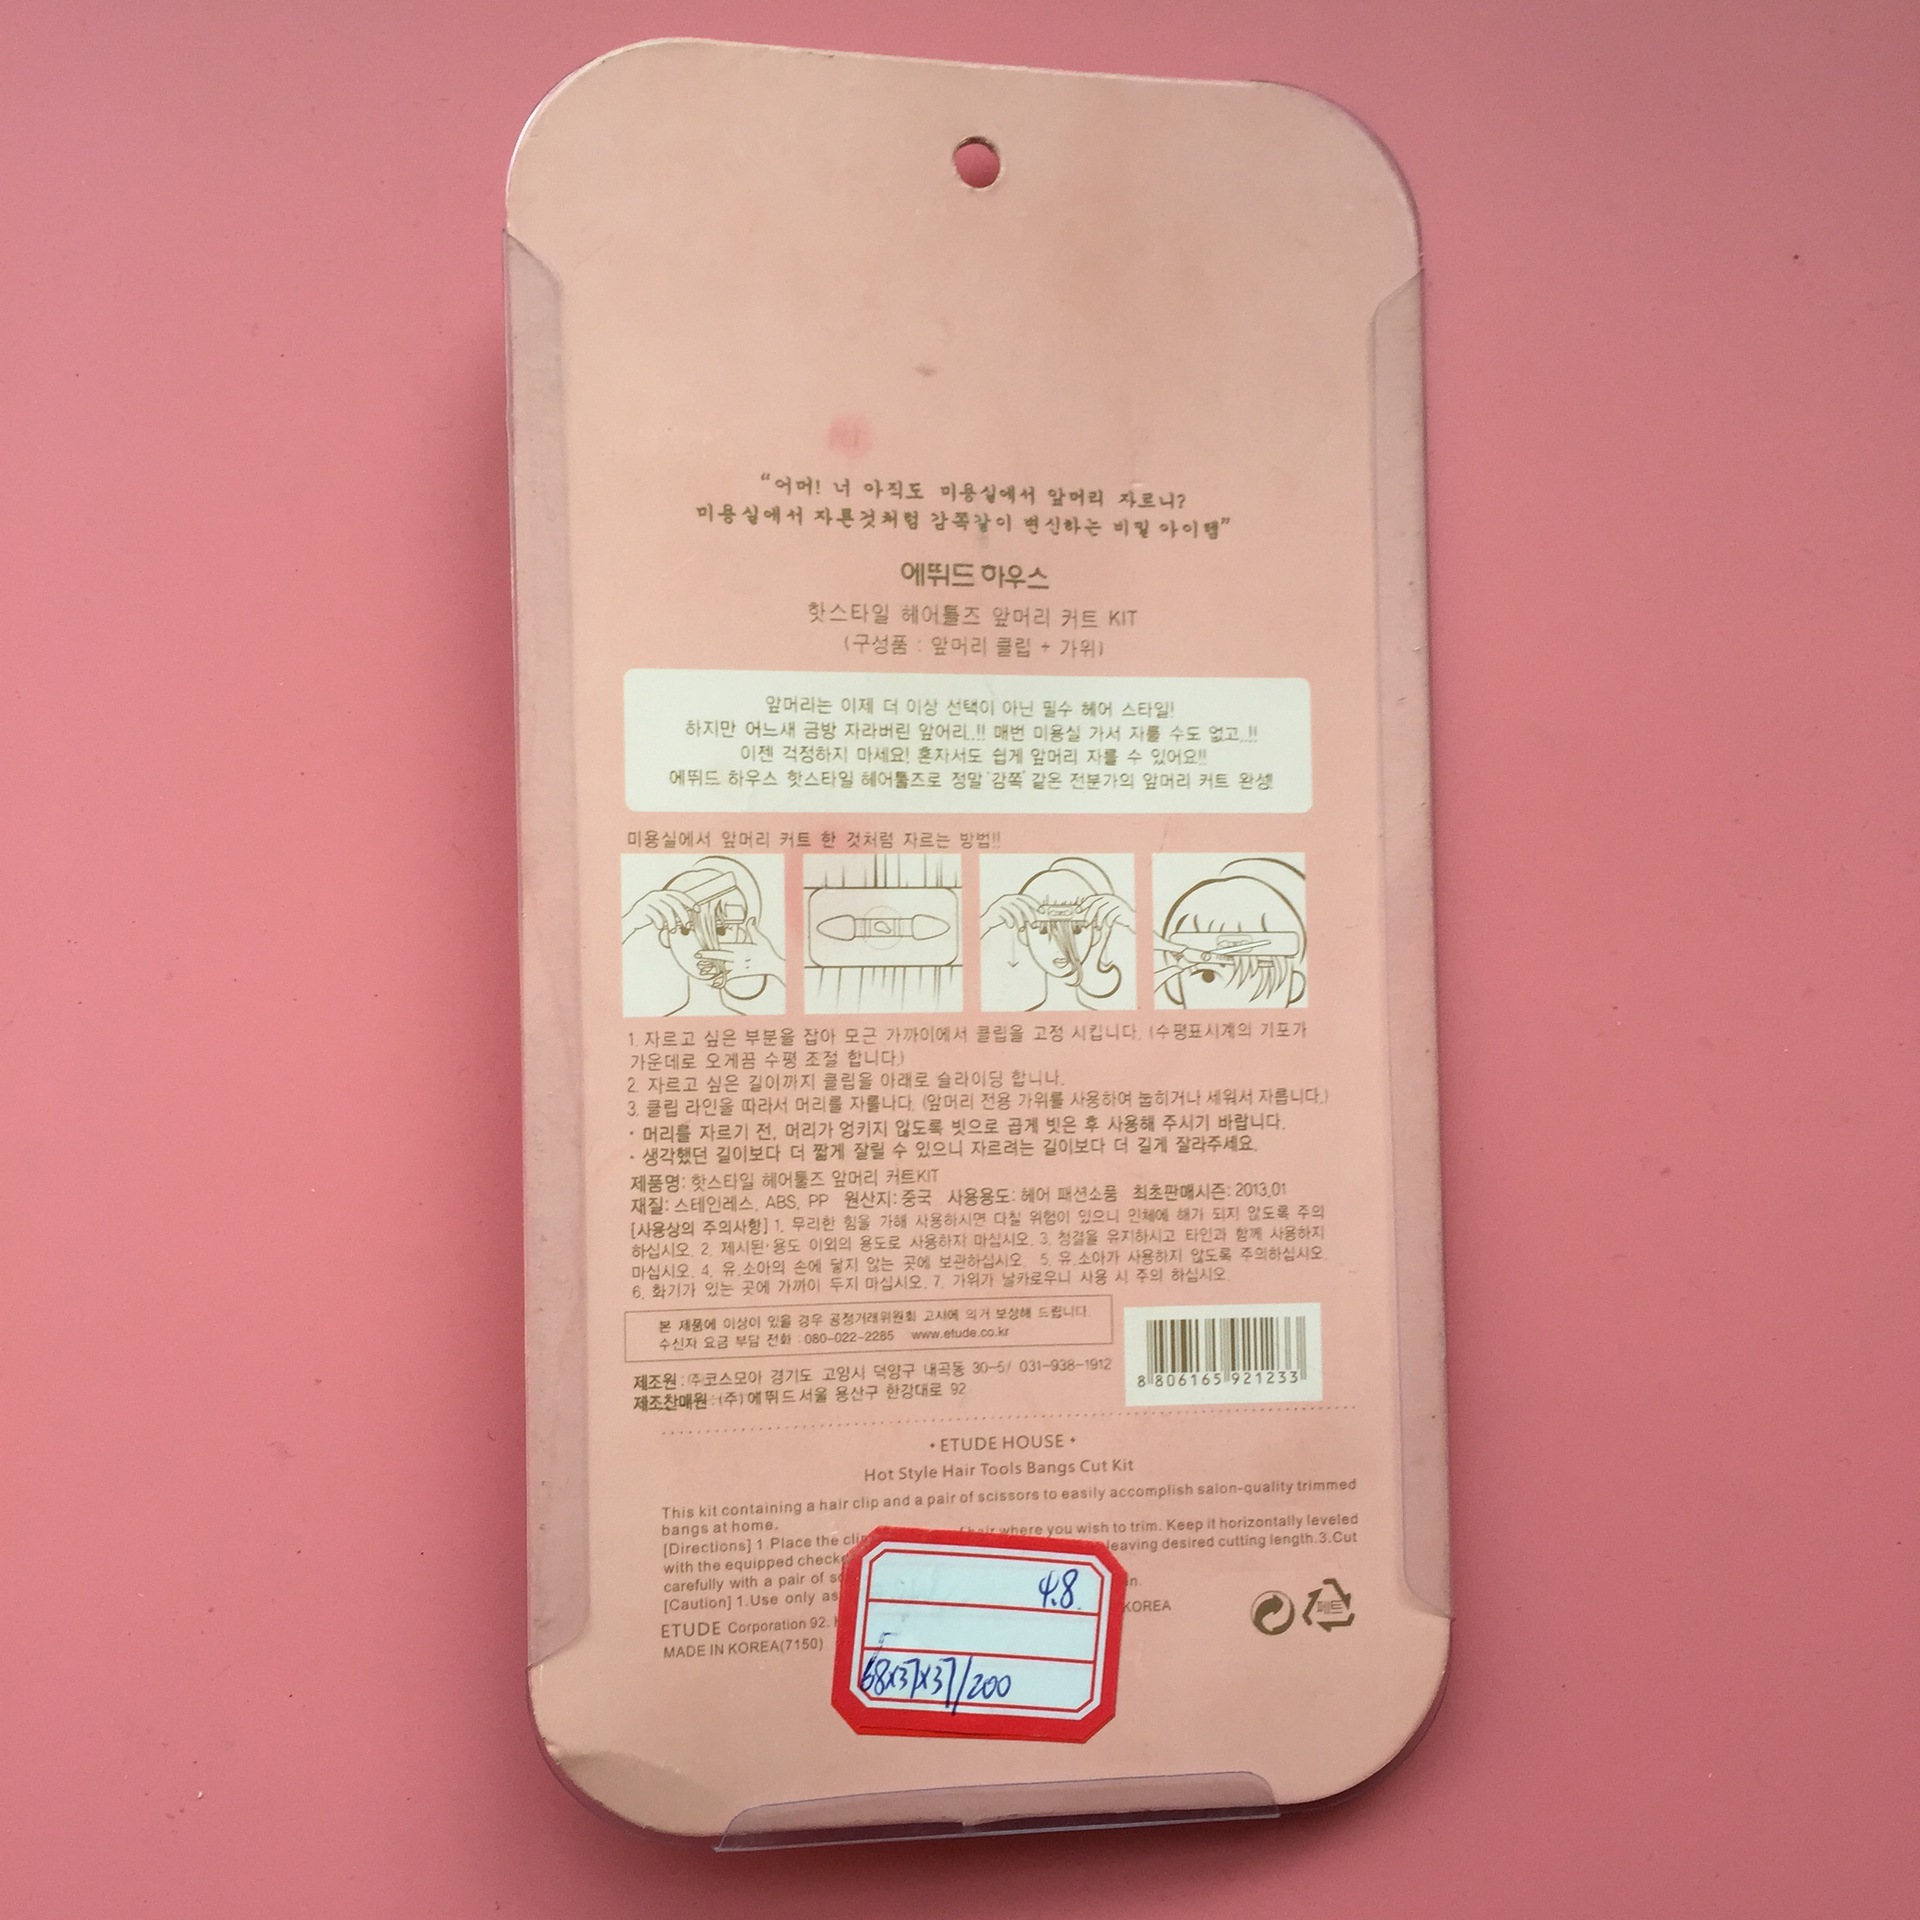 “어머! 너 아직도 미용실에서 앞머리 자르니?
미용실에서 자른것처럼 감쪽같이 변신하는 비밀 아이템”
에뛰드 하우스
핫스타일 헤어툴즈 앞머리 커트 KIT
(구성품 : 앞머리 클립 + 가위)
앞머리는 이제 더 이상 선택이 아닌 필수 헤어 스타일!
하지만 어느새 금방 자라버린 앞어리..!! 매번 미용실 가서 자를 수도 없고..!!
이젠 걱정하지 마세요! 혼자서도 쉽게 앞머리 자를 수 있어요!!
에뛰드 하우스 핫스타일 헤어툴즈로 정말 '감쪽' 같은 전분가의 앞머리 커트 완성!
미용실에서 앞머리 커트 한 것처럼 자르는 방법!!
1. 자르고 싶은 부분을 잡아 모근 가까이에서 클립을 고정 시킵니다. (수평표시계의 기포가
가운데로 오게끔 수평 조절 합니다.)
2. 자르고 싶은 길이까지 클립을 아래로 슬라이딩 합니나.
3. 클립 라인을 따라서 머리를 자룰나다. (앞머리 전용 가위를 사용하여 눕히거나 세워서 자릅니다.)
· 머리를 자르기 전, 머리가 엉키지 않도록 빗으로 곱게 빗은 후 사용해 주시기 바랍니다.
· 생각했던 길이보다 더 짧게 잘릴 수 있으니 자르려는 길이보다 더 길게 잘라주세요.
제품명: 핫스타일 헤어툴즈 앞머리 커트KIT
재질: 스테인레스, ABS, PP 원산지: 중국 사용용도: 헤어 패션소품 최초판매시즌: 2013.01
[사용상의 주의사항] 1. 무리한 힘을 가해 사용하시면 다칠 위험이 있으니 인체에 해가 되지 않도록 주의
하십시오. 2. 제시된 용도 이외의 용도로 사용하지 마십시오. 3. 청결을 유지하시고 타인과 함께 사용하지
마십시오. 4. 유.소아의 손에 닿지 않는 곳에 보관하십시오. 5. 유.소아가 사용하지 않도록 주의하십시오.
6. 화기가 있는 곳에 가까이 두지 마십시오. 7. 가위가 날카로우니 사용 시 주의 하십시오.
본 제품에 이상이 있을 경우 공정거래위원회 고시에 의거 보상해 드립니다.
수신자 요금 부담 전화 : 080-022-2285 www.etude.co.kr
제조원 : ㈜코스모아 경기도 고양시 덕양구 내곡동 30-5/ 031-938-1912
제조찬매원 : (주)에뛰드 서울 용산구 한강대로 92
8 806165 921233
• ETUDE HOUSE •
Hot Style Hair Tools Bangs Cut Kit
This kit containing a hair clip and a pair of scissors to easily accomplish salon-quality trimmed
bangs at home.
[Directions] 1.Place the clip hair where you wish to trim. Keep it horizontally leveled
with the equipped leaving desired cutting length.3.Cut
carefully with a pair of
[Caution] 1.Use only as KOREA
ETUDE Corporation 92.
MADE IN KOREA(7150)
페트
4.8
68x37x37/200